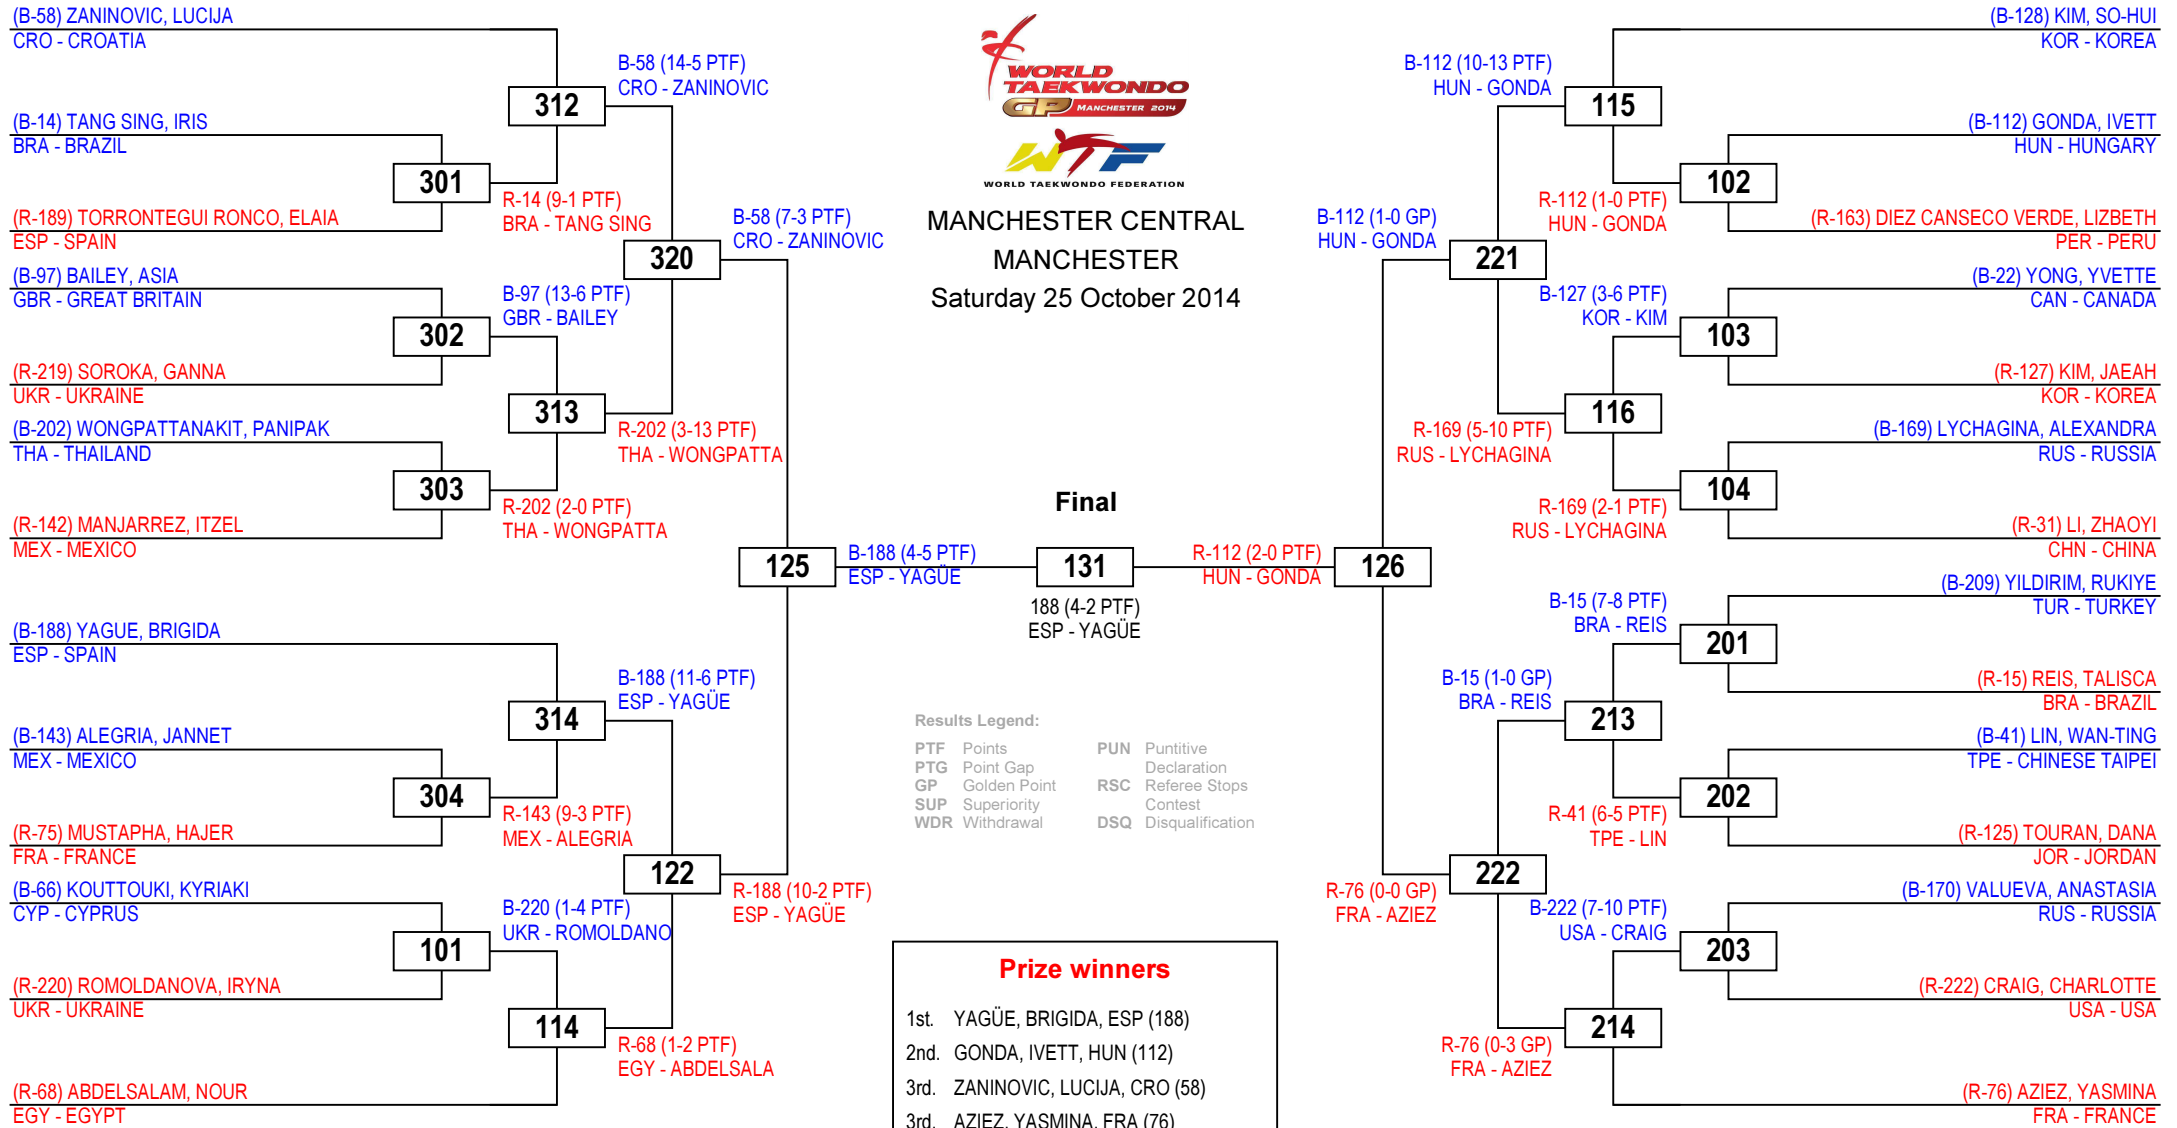 (B-58) ZANINOVIC, LUCIJA
CRO - CROATIA
(B-14) TANG SING, IRIS
BRA - BRAZIL
(R-189) TORRONTEGUI RONCO, ELAIA
ESP - SPAIN
(B-97) BAILEY, ASIA
GBR - GREAT BRITAIN
(R-219) SOROKA, GANNA
UKR - UKRAINE
(B-202) WONGPATTANAKIT, PANIPAK
THA - THAILAND
(R-142) MANJARREZ, ITZEL
MEX - MEXICO
(B-188) YAGUE, BRIGIDA
ESP - SPAIN
(B-143) ALEGRIA, JANNET
MEX - MEXICO
(R-75) MUSTAPHA, HAJER
FRA - FRANCE
(B-66) KOUTTOUKI, KYRIAKI
CYP - CYPRUS
(R-220) ROMOLDANOVA, IRYNA
UKR - UKRAINE
(R-68) ABDELSALAM, NOUR
EGY - EGYPT
301
302
303
304
101
R-14 (9-1 PTF)
BRA - TANG SING
B-97 (13-6 PTF)
GBR - BAILEY
R-202 (2-0 PTF)
THA - WONGPATTA
R-143 (9-3 PTF)
MEX - ALEGRIA
B-220 (1-4 PTF)
UKR - ROMOLDANO
312
313
314
114
B-58 (14-5 PTF)
CRO - ZANINOVIC
R-202 (3-13 PTF)
THA - WONGPATTA
B-188 (11-6 PTF)
ESP - YAGÜE
R-68 (1-2 PTF)
EGY - ABDELSALA
320
122
B-58 (7-3 PTF)
CRO - ZANINOVIC
R-188 (10-2 PTF)
ESP - YAGÜE
125
B-188 (4-5 PTF)
ESP - YAGÜE
WORLD
TAEKWONDO
GP MANCHESTER 2014
WTF
WORLD TAEKWONDO FEDERATION
MANCHESTER CENTRAL
MANCHESTER
Saturday 25 October 2014
Final
131
188 (4-2 PTF)
ESP - YAGÜE
Results Legend:
PTF Points
PTG Point Gap
GP Golden Point
SUP Superiority
WDR Withdrawal
PUN Puntitive
Declaration
RSC Referee Stops
Contest
DSQ Disqualification
Prize winners
1st. YAGÜE, BRIGIDA, ESP (188)
2nd. GONDA, IVETT, HUN (112)
3rd. ZANINOVIC, LUCIJA, CRO (58)
3rd. AZIEZ, YASMINA, FRA (76)
R-112 (2-0 PTF)
HUN - GONDA
126
B-112 (1-0 GP)
HUN - GONDA
R-76 (0-0 GP)
FRA - AZIEZ
221
222
B-112 (10-13 PTF)
HUN - GONDA
R-169 (5-10 PTF)
RUS - LYCHAGINA
B-15 (1-0 GP)
BRA - REIS
R-76 (0-3 GP)
FRA - AZIEZ
115
116
213
214
R-112 (1-0 PTF)
HUN - GONDA
B-127 (3-6 PTF)
KOR - KIM
R-169 (2-1 PTF)
RUS - LYCHAGINA
B-15 (7-8 PTF)
BRA - REIS
R-41 (6-5 PTF)
TPE - LIN
B-222 (7-10 PTF)
USA - CRAIG
102
103
104
201
202
203
(B-128) KIM, SO-HUI
KOR - KOREA
(B-112) GONDA, IVETT
HUN - HUNGARY
(R-163) DIEZ CANSECO VERDE, LIZBETH
PER - PERU
(B-22) YONG, YVETTE
CAN - CANADA
(R-127) KIM, JAEAH
KOR - KOREA
(B-169) LYCHAGINA, ALEXANDRA
RUS - RUSSIA
(R-31) LI, ZHAOYI
CHN - CHINA
(B-209) YILDIRIM, RUKIYE
TUR - TURKEY
(R-15) REIS, TALISCA
BRA - BRAZIL
(B-41) LIN, WAN-TING
TPE - CHINESE TAIPEI
(R-125) TOURAN, DANA
JOR - JORDAN
(B-170) VALUEVA, ANASTASIA
RUS - RUSSIA
(R-222) CRAIG, CHARLOTTE
USA - USA
(R-76) AZIEZ, YASMINA
FRA - FRANCE